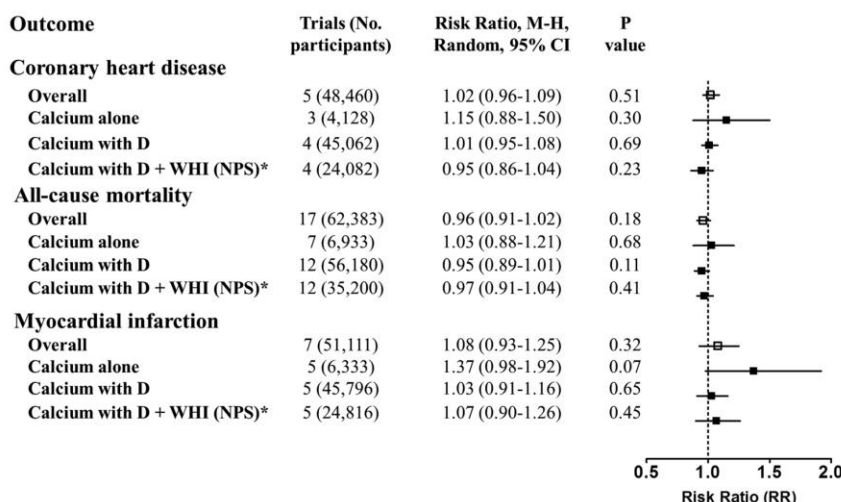 Outcome Trials (No. participants) Risk Ratio, M-H, Random, 95% CI P value
Coronary heart disease
Overall 5 (48,460) 1.02 (0.96-1.09) 0.51
Calcium alone 3 (4,128) 1.15 (0.88-1.50) 0.30
Calcium with D 4 (45,062) 1.01 (0.95-1.08) 0.69
Calcium with D + WHI (NPS)* 4 (24,082) 0.95 (0.86-1.04) 0.23
All-cause mortality
Overall 17 (62,383) 0.96 (0.91-1.02) 0.18
Calcium alone 7 (6,933) 1.03 (0.88-1.21) 0.68
Calcium with D 12 (56,180) 0.95 (0.89-1.01) 0.11
Calcium with D + WHI (NPS)* 12 (35,200) 0.97 (0.91-1.04) 0.41
Myocardial infarction
Overall 7 (51,111) 1.08 (0.93-1.25) 0.32
Calcium alone 5 (6,333) 1.37 (0.98-1.92) 0.07
Calcium with D 5 (45,796) 1.03 (0.91-1.16) 0.65
Calcium with D + WHI (NPS)* 5 (24,816) 1.07 (0.90-1.26) 0.45
0.5 1.0 1.5 2.0
Risk Ratio (RR)